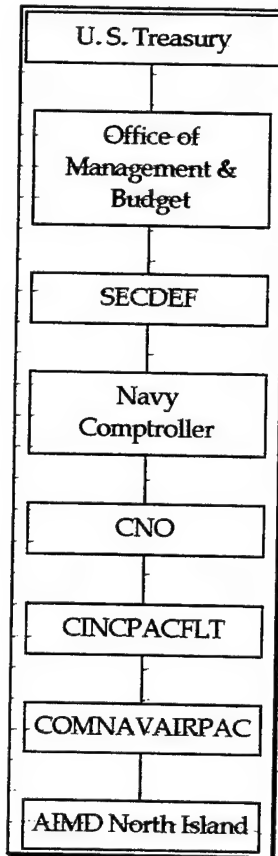 U. S. Treasury
Office of
Management &
Budget
SECDEF
Navy
Comptroller
CNO
CINCPACFLT
COMNAVAIRPAC
AIMD North Island